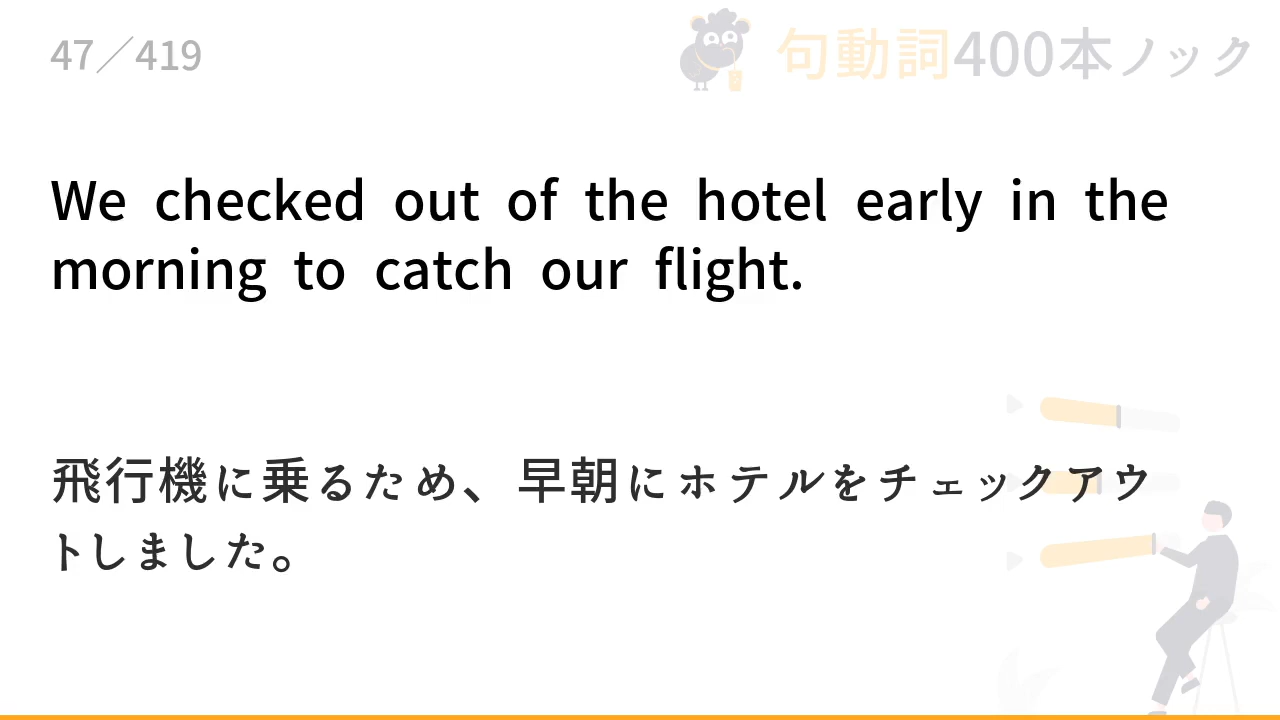 47／419
句動詞400本ノック
We checked out of the hotel early in the
morning to catch our flight.
飛行機に乗るため、早朝にホテルをチェックアウ
トしました。